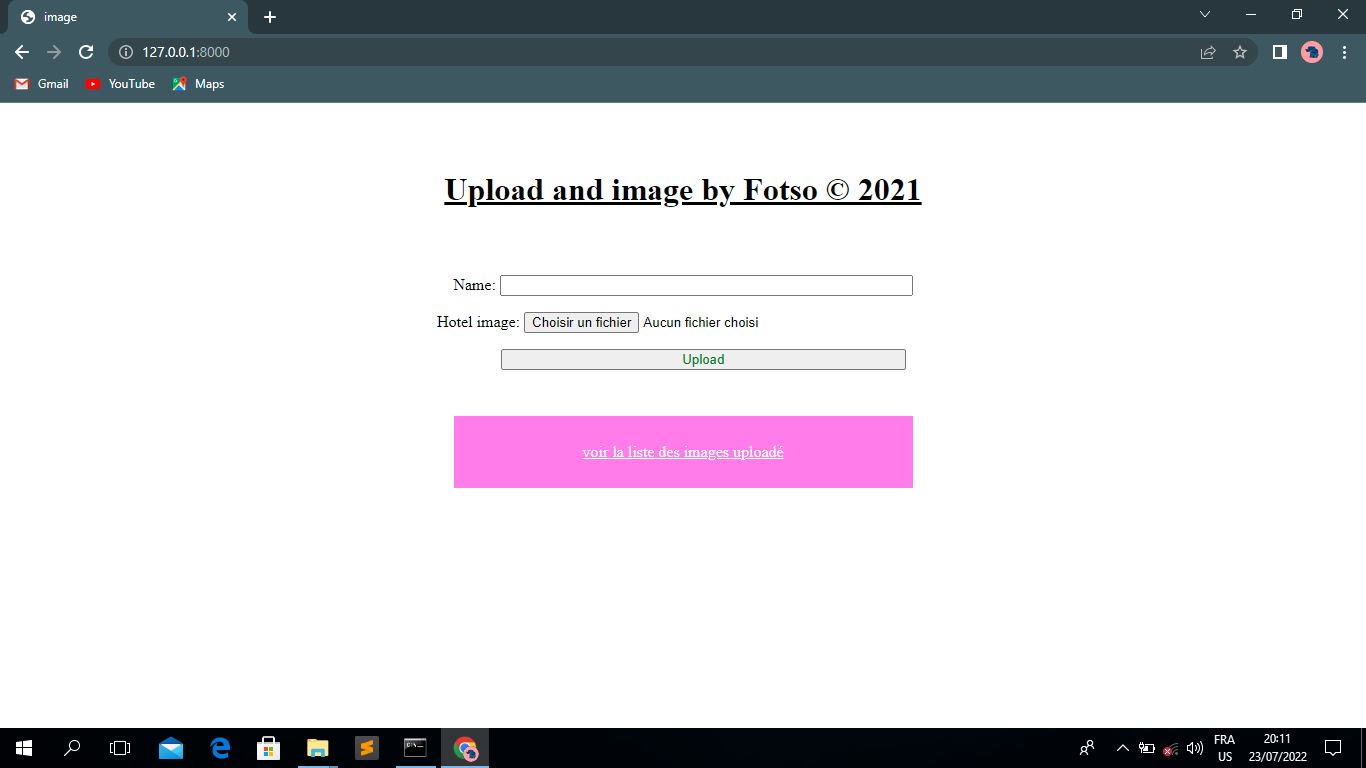 image
127.0.0.1:8000
Gmail YouTube Maps
Upload and image by Fotso © 2021
Name:
Hotel image: Choisir un fichier Aucun fichier choisi
Upload
voir la liste des images uploadé
FRA 20:11
US 23/07/2022